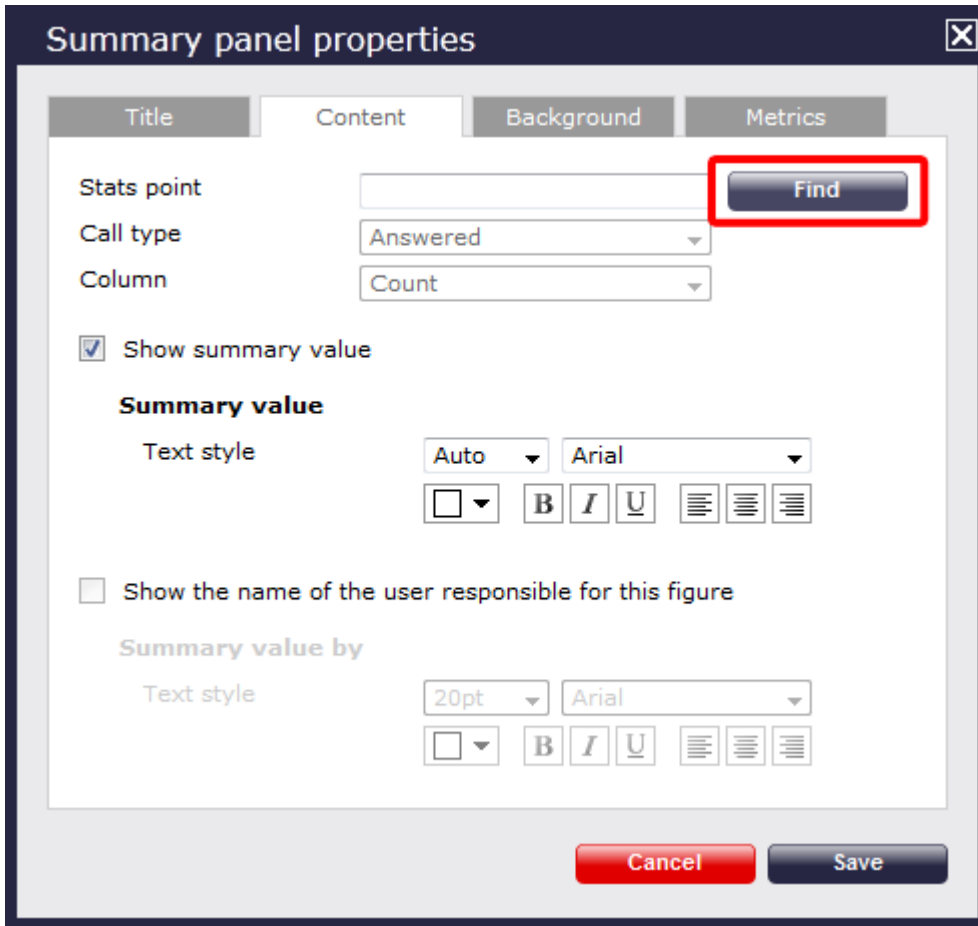 Summary panel properties
Title Content Background Metrics
Stats point Find
Call type Answered
Column Count
Show summary value
Summary value
Text style Auto Arial
B I U
Show the name of the user responsible for this figure
Summary value by
Text style 20pt Arial
B I U
Cancel Save